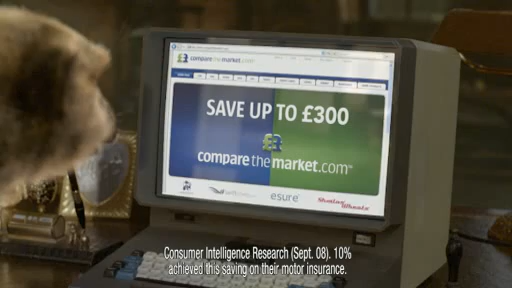 comparethemarket.com
SAVE UP TO £300
comparethemarket.com
esure
Sheilas' Wheels
Consumer Intelligence Research (Sept. 08). 10%
achieved this saving on their motor insurance.